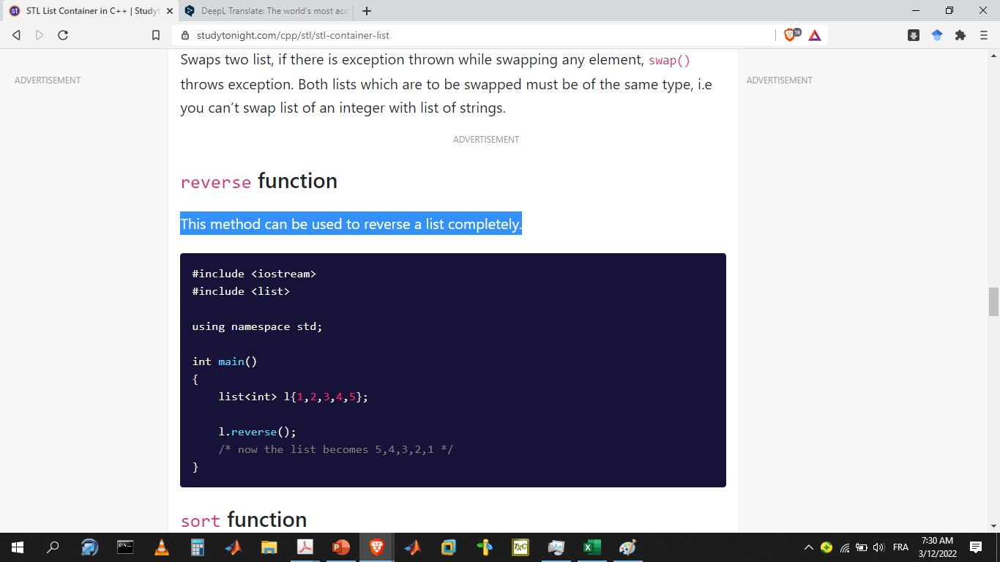 STL List Container in C++ | Study
DeepL Translate: The world's most acc
studytonight.com/cpp/stl/stl-container-list
19
Swaps two list, if there is exception thrown while swapping any element, swap()
throws exception. Both lists which are to be swapped must be of the same type, i.e
you can’t swap list of an integer with list of strings.
ADVERTISEMENT
ADVERTISEMENT
ADVERTISEMENT
reverse function
This method can be used to reverse a list completely.
#include <iostream>
#include <list>
using namespace std;
int main()
{
list<int> l{1,2,3,4,5};
l.reverse();
/* now the list becomes 5,4,3,2,1 */
}
sort function
FRA
7:30 AM
3/12/2022